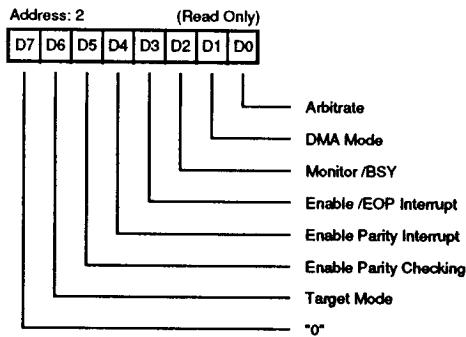 Address: 2 (Read Only)
D7 D6 D5 D4 D3 D2 D1 D0
Arbitrate
DMA Mode
Monitor /BSY
Enable /EOP Interrupt
Enable Parity Interrupt
Enable Parity Checking
Target Mode
"0"